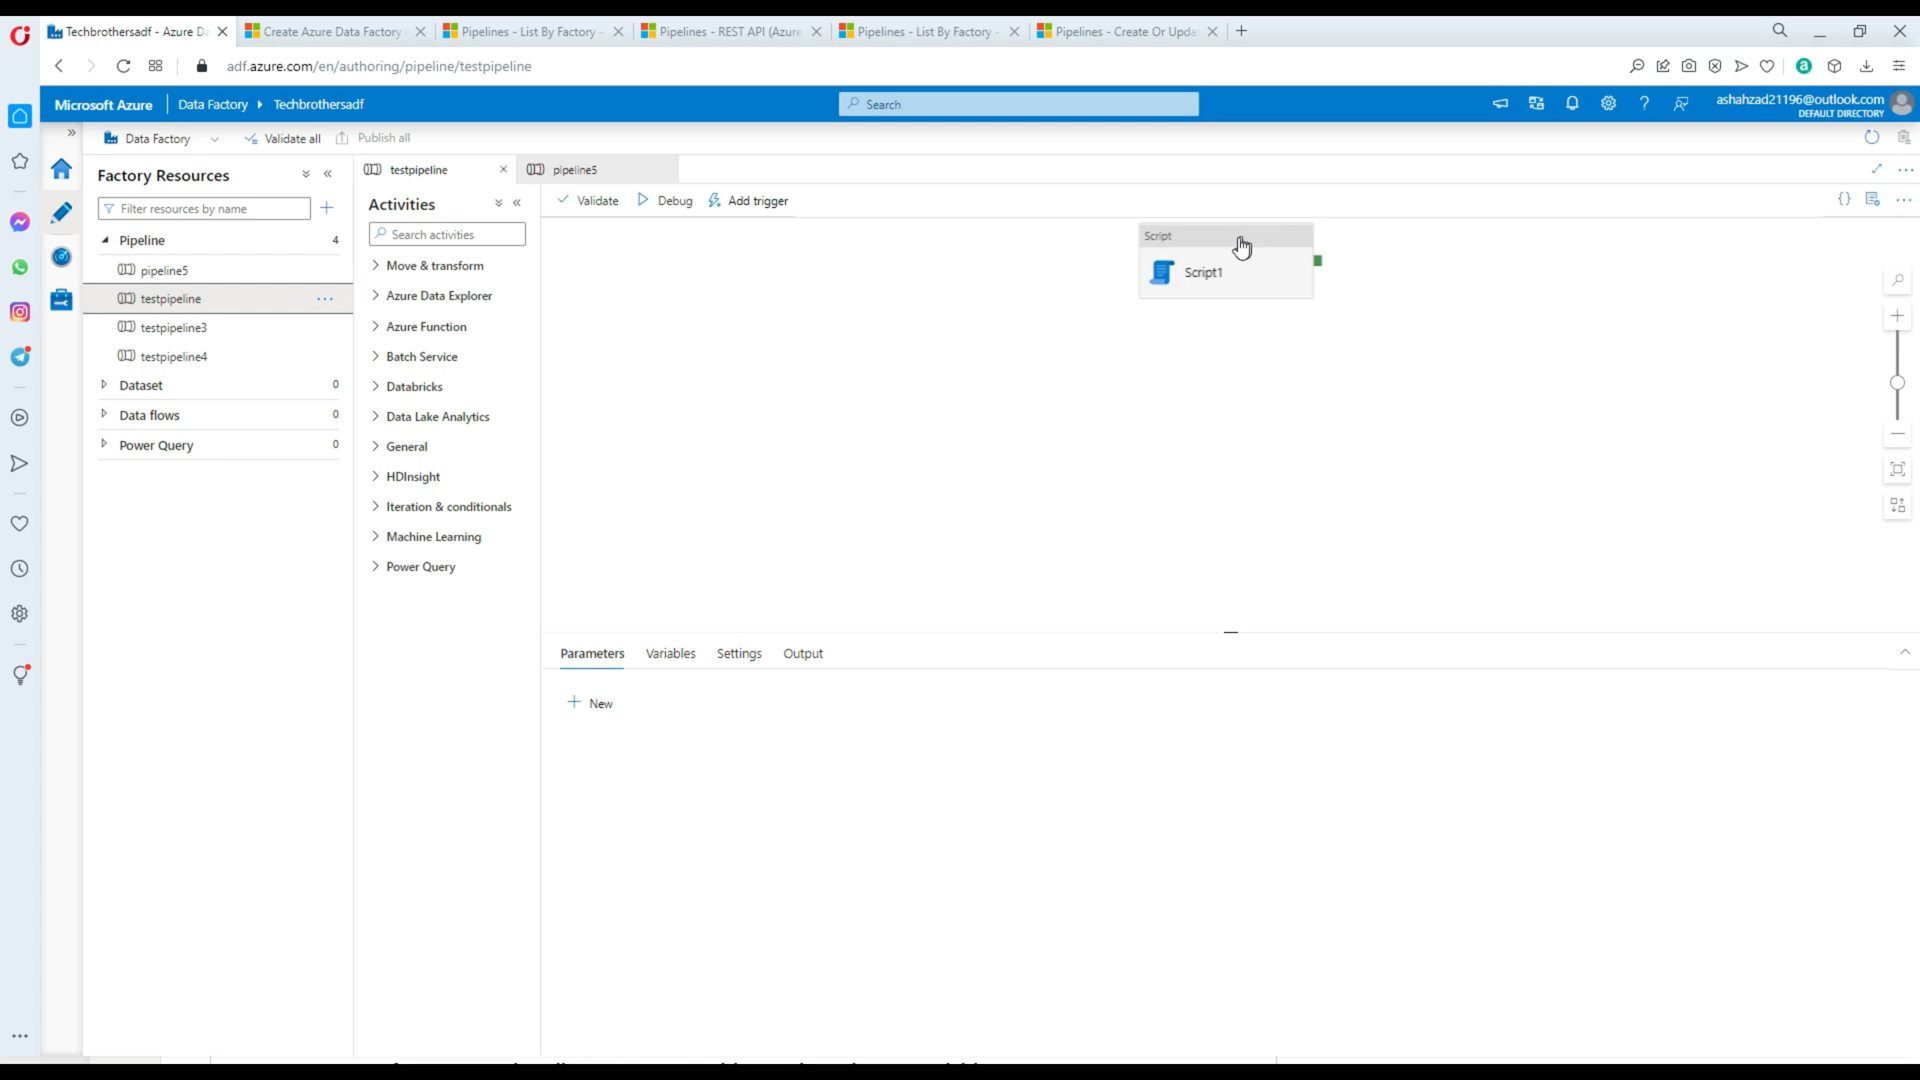 Techbrothersadf - Azure Da
Create Azure Data Factory
Pipelines - List By Factory -
Pipelines - REST API (Azure
Pipelines - List By Factory -
Pipelines - Create Or Upda
adf.azure.com/en/authoring/pipeline/testpipeline
Microsoft Azure
Data Factory
Techbrothersadf
Search
ashahzad21196@outlook.com
DEFAULT DIRECTORY
Data Factory
Validate all
Publish all
Factory Resources
Filter resources by name
Pipeline 4
pipeline5
testpipeline
testpipeline3
testpipeline4
Dataset 0
Data flows 0
Power Query 0
testpipeline
pipeline5
Activities
Search activities
Move & transform
Azure Data Explorer
Azure Function
Batch Service
Databricks
Data Lake Analytics
General
HDInsight
Iteration & conditionals
Machine Learning
Power Query
Validate
Debug
Add trigger
Script
Script1
Parameters
Variables
Settings
Output
New